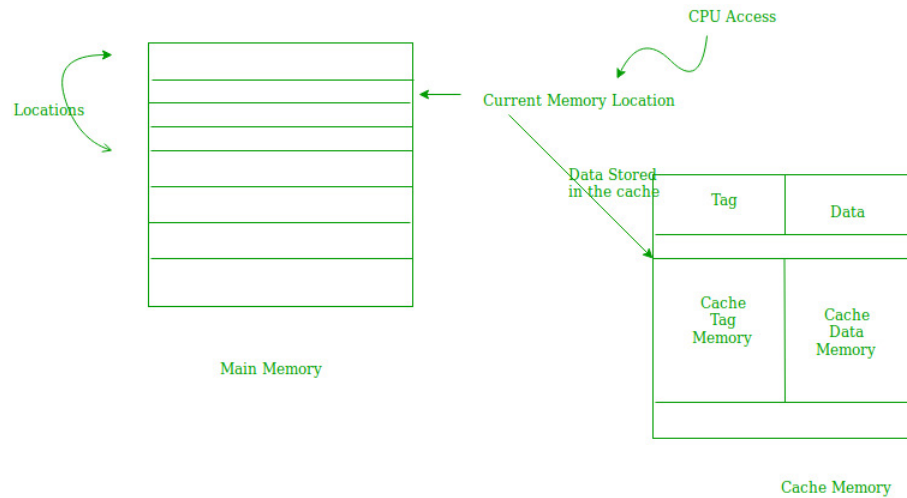 CPU Access
Locations
Current Memory Location
Data Stored
in the cache
Tag
Data
Cache
Tag
Memory
Cache
Data
Memory
Main Memory
Cache Memory